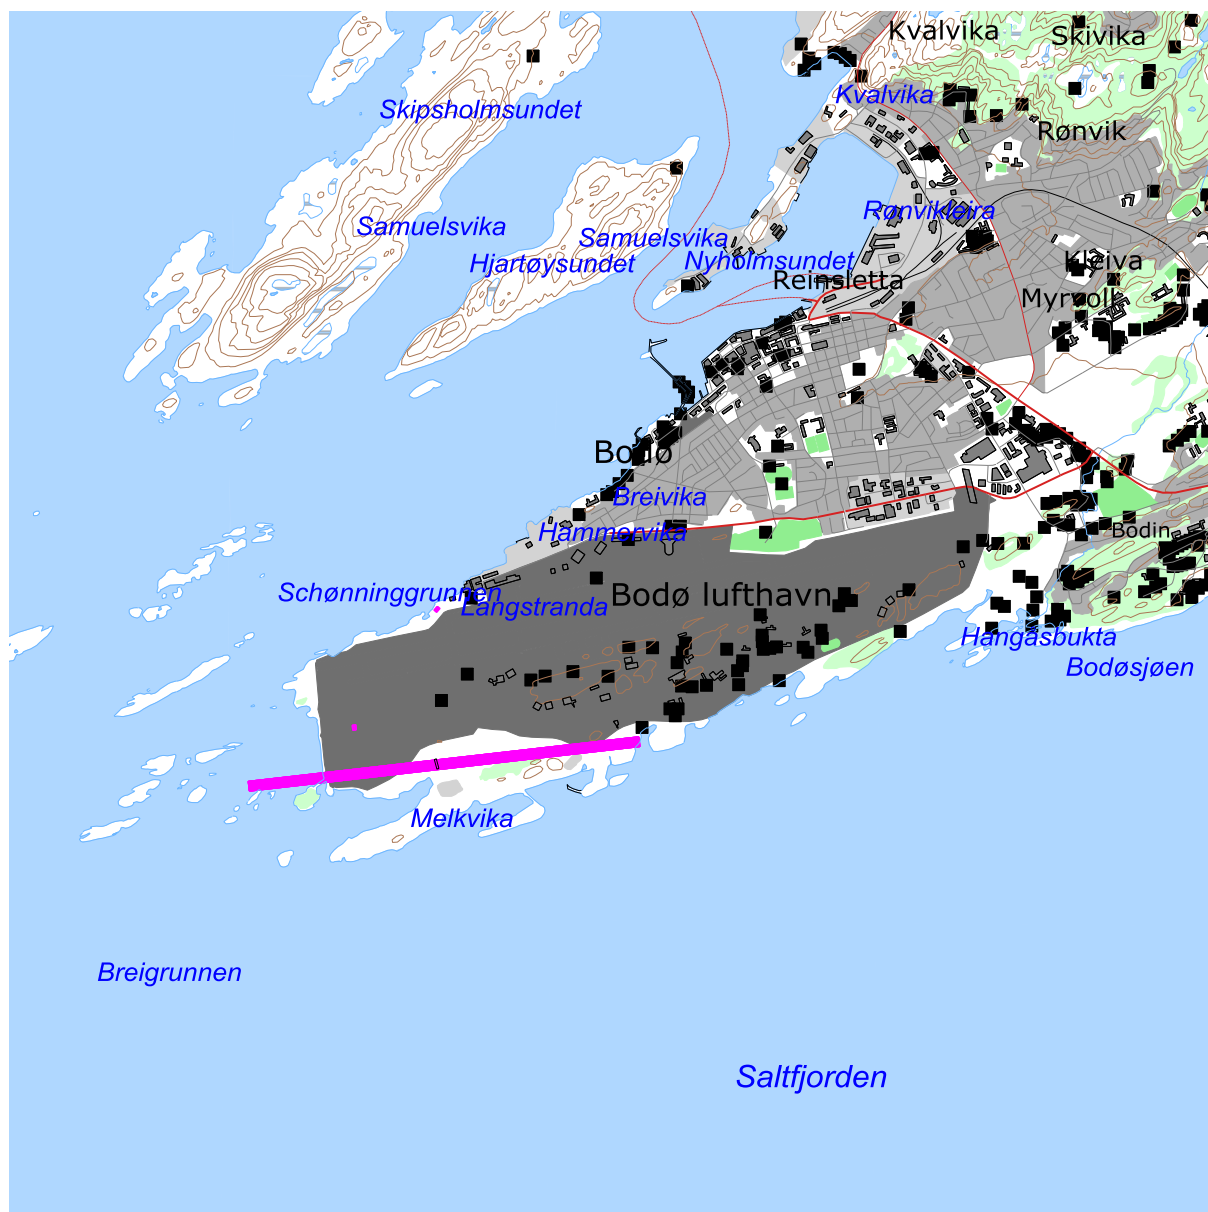 Kvalvika
Skivika
Kvalvika
Skipsholmsundet
Rønvik
Rønvikleira
Samuelsvika
Samuelsvika
Hjartøysundet
Nyholmsundet
Kleiva
Reinsletta
Myrvoll
Bodø
Breivika
Hammarvika
Bodin
Schønninggrunnen
Langstranda
Bodø lufthavn
Hangåsbukta
Bodøsjøen
Melkvika
Breigrunnen
Saltfjorden